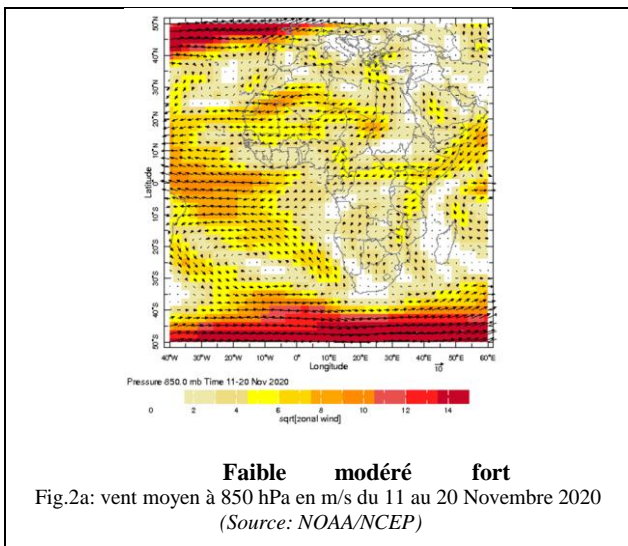 50°N
40°N
30°N
20°N
10°N
0°
10°S
20°S
30°S
40°S
50°S
Latitude
40°W 30°W 20°W 10°W 0° 10°E 20°E 30°E 40°E 50°E 60°E
Longitude
10
Pressure 850.0 mb Time 11-20 Nov 2020
0 2 4 6 8 10 12 14
sqrt[zonal wind]
Faible modéré fort
Fig.2a: vent moyen à 850 hPa en m/s du 11 au 20 Novembre 2020
(Source: NOAA/NCEP)